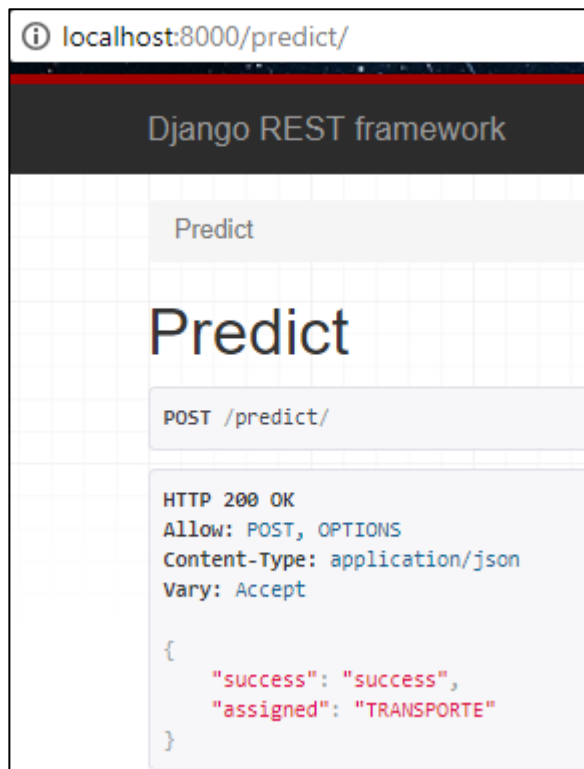 localhost:8000/predict/
Django REST framework
Predict
Predict
POST /predict/
HTTP 200 OK
Allow: POST, OPTIONS
Content-Type: application/json
Vary: Accept
{
    "success": "success",
    "assigned": "TRANSPORTE"
}